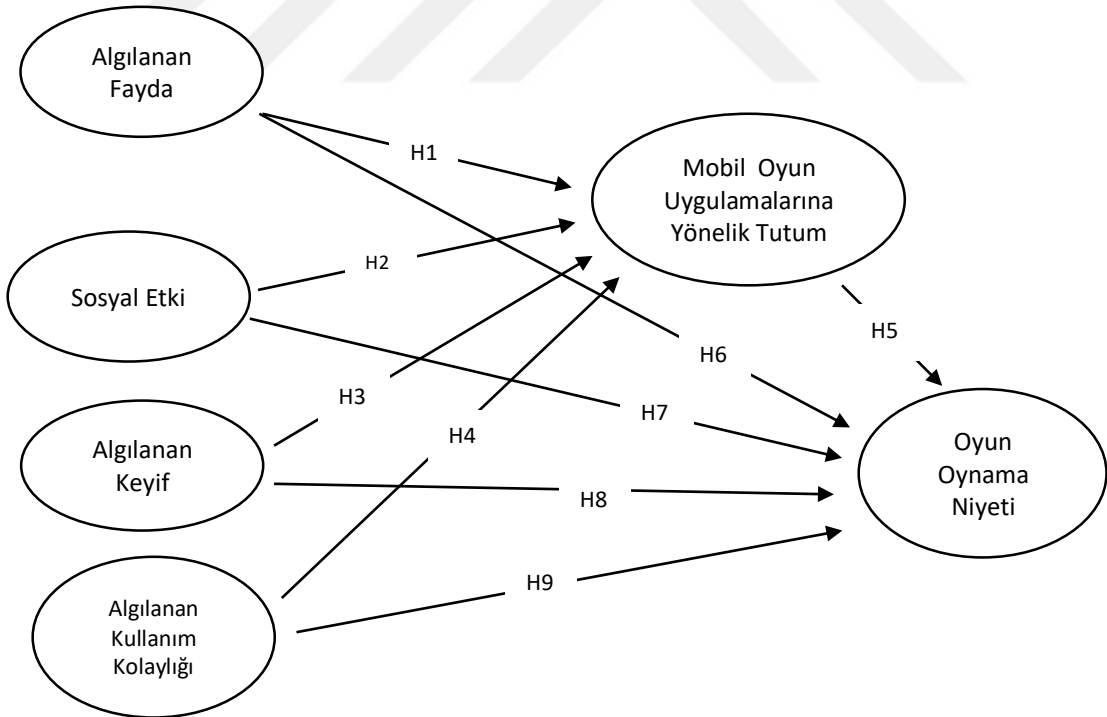 Algılanan
Fayda
H1
Mobil Oyun
Uygulamalarına
Yönelik Tutum
H2
Sosyal Etki
H5
H6
H3
H7
H4
Algılanan
Keyif
Oyun
Oynama
Niyeti
H8
H9
Algılanan
Kullanım
Kolaylığı